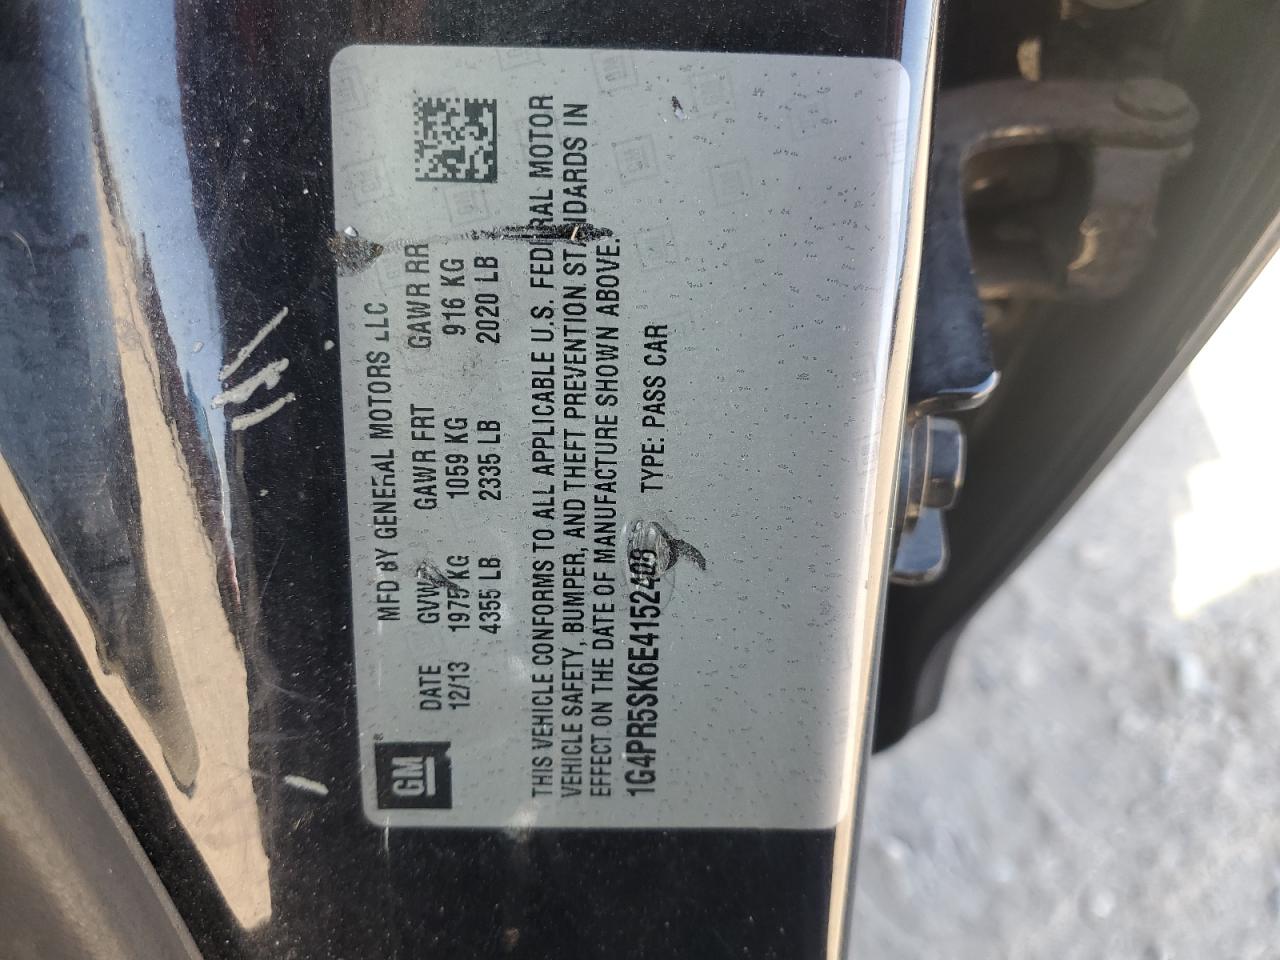 GM
®
MFD BY GENERAL MOTORS LLC
DATE GVWR GAWR FRT GAWR RR
12/13 1975 KG 1059 KG 916 KG
4355 LB 2335 LB 2020 LB
THIS VEHICLE CONFORMS TO ALL APPLICABLE U.S. FEDERAL MOTOR
VEHICLE SAFETY, BUMPER, AND THEFT PREVENTION STANDARDS IN
EFFECT ON THE DATE OF MANUFACTURE SHOWN ABOVE.
1G4PR5SK6E4152408 TYPE: PASS CAR